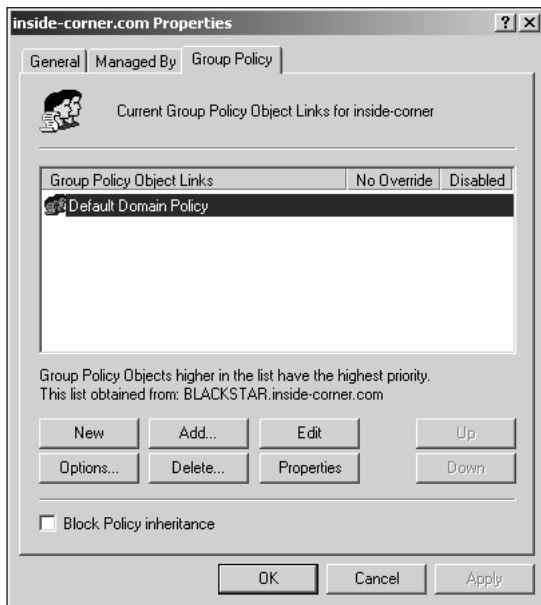 inside-corner.com Properties
General Managed By Group Policy
Current Group Policy Object Links for inside-corner
Group Policy Object Links No Override Disabled
Default Domain Policy
Group Policy Objects higher in the list have the highest priority.
This list obtained from: BLACKSTAR.inside-corner.com
New Add... Edit Up
Options... Delete... Properties Down
Block Policy inheritance
OK Cancel Apply